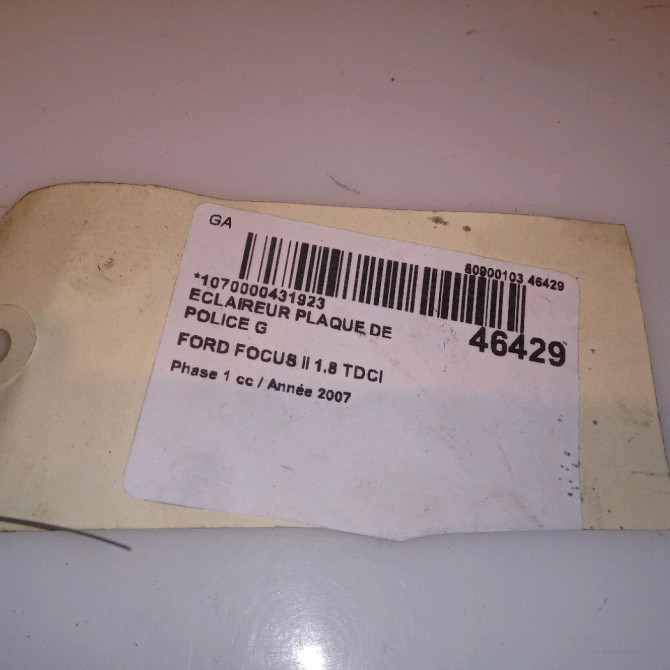 GA
80900103 46429
*1070000431923
ECLAIREUR PLAQUE DE
POLICE G
46429
FORD FOCUS II 1.8 TDCI
Phase 1 cc / Année 2007